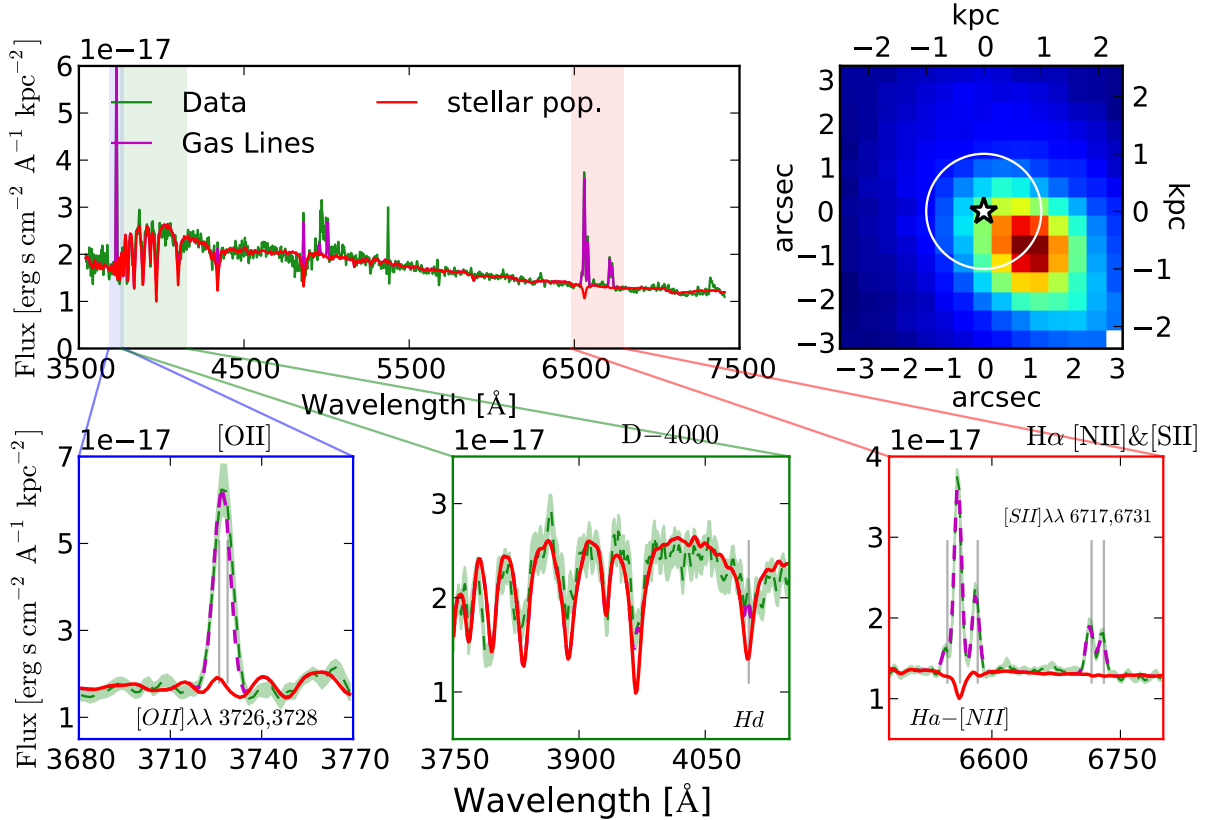 1e−17
Flux [erg s cm−2 A−1 kpc−2]
6
5
4
3
2
1
0
Data
Gas Lines
stellar pop.
3500 4500 5500 6500 7500
Wavelength [Å]
kpc
−2 −1 0 1 2
arcsec
3
2
1
0
−1
−2
−3
2
1
0
−1
−2
kpc
−3 −2 −1 0 1 2 3
arcsec
1e−17 [OII]
Flux [erg s cm−2 A−1 kpc−2]
7
5
3
1
[OII]λλ 3726,3728
3680 3710 3740 3770
1e−17 D−4000
3
2
1
Hd
3750 3900 4050
Wavelength [Å]
1e−17 Hα [NII]&[SII]
4
3
2
1
[SII]λλ 6717,6731
Ha−[NII]
6600 6750